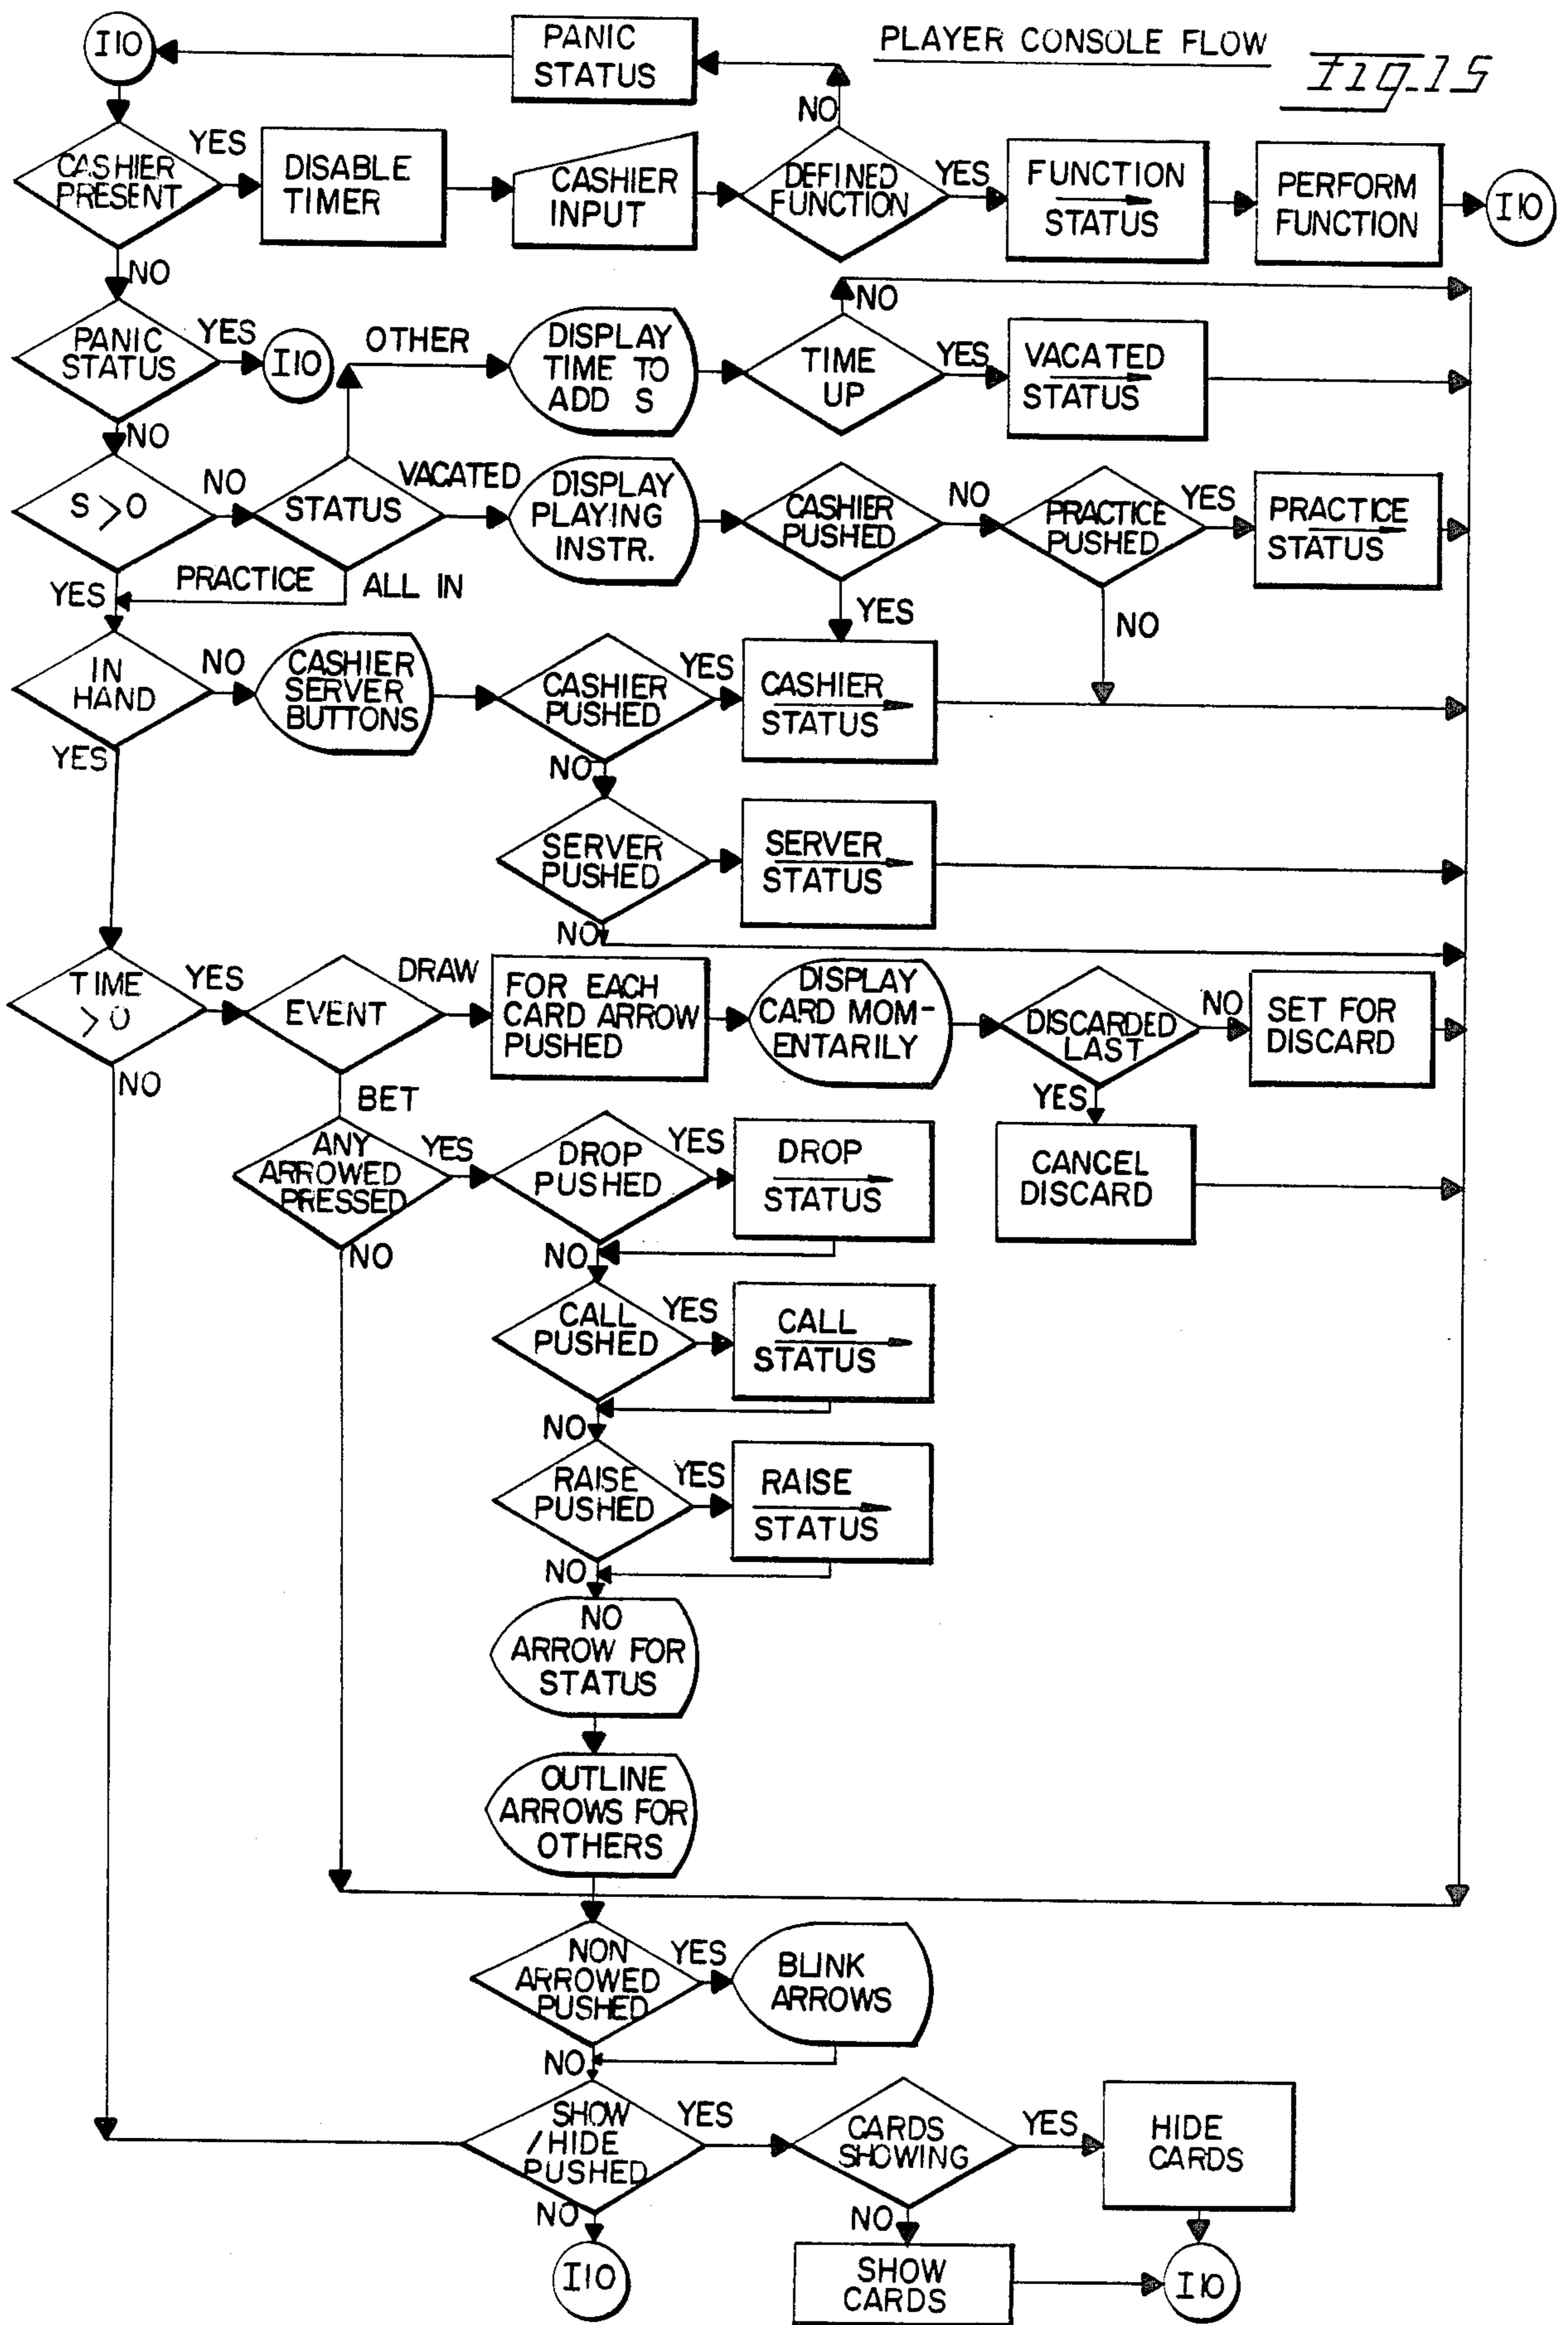 PLAYER CONSOLE FLOW
Fig. 15
I10
PANIC
STATUS
NO
CASHIER
PRESENT
YES
DISABLE
TIMER
CASHIER
INPUT
DEFINED
FUNCTION
YES
FUNCTION
STATUS
PERFORM
FUNCTION
I10
NO
PANIC
STATUS
YES
I10
OTHER
DISPLAY
TIME TO
ADD S
TIME
UP
NO
YES
VACATED
STATUS
NO
S > 0
NO
STATUS
VACATED
DISPLAY
PLAYING
INSTR.
CASHIER
PUSHED
NO
PRACTICE
PUSHED
YES
PRACTICE
STATUS
YES
PRACTICE
ALL IN
YES
NO
IN
HAND
NO
CASHIER
SERVER
BUTTONS
CASHIER
PUSHED
YES
CASHIER
STATUS
YES
NO
SERVER
PUSHED
SERVER
STATUS
NO
TIME
> 0
YES
EVENT
DRAW
FOR EACH
CARD ARROW
PUSHED
DISPLAY
CARD MOM-
ENTARILY
DISCARDED
LAST
NO
SET FOR
DISCARD
NO
BET
YES
CANCEL
DISCARD
ANY
ARROWED
PRESSED
YES
DROP
PUSHED
YES
DROP
STATUS
NO
NO
CALL
PUSHED
YES
CALL
STATUS
NO
RAISE
PUSHED
YES
RAISE
STATUS
NO
NO
ARROW FOR
STATUS
OUTLINE
ARROWS FOR
OTHERS
NON
ARROWED
PUSHED
YES
BLINK
ARROWS
NO
SHOW
/HIDE
PUSHED
YES
CARDS
SHOWING
YES
HIDE
CARDS
NO
I10
NO
SHOW
CARDS
I10